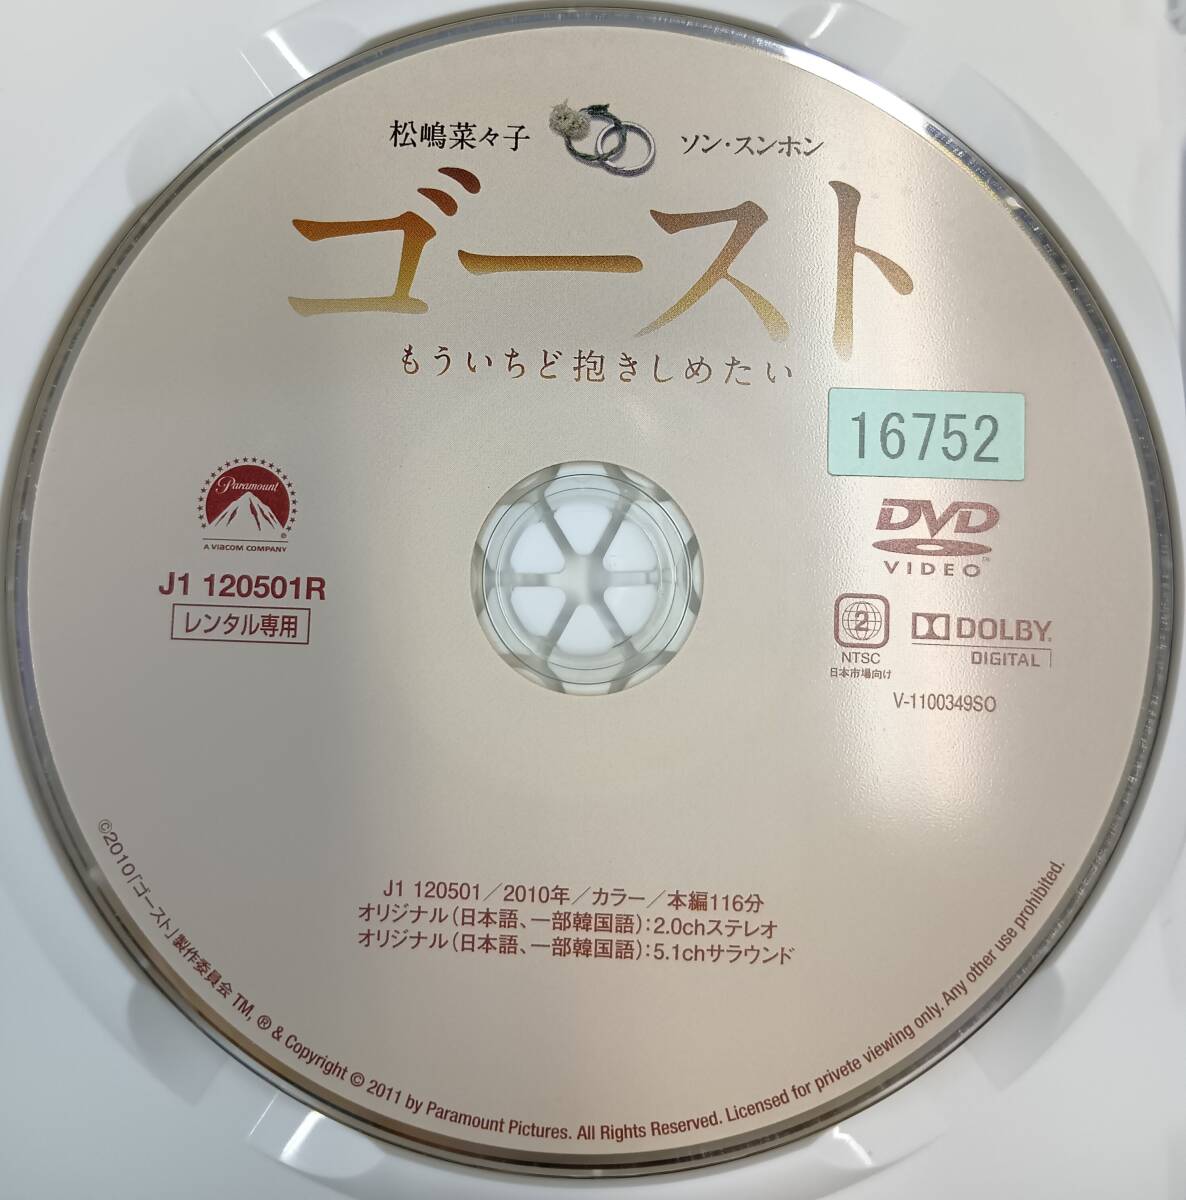 松嶋菜々子
ソン・スンホン
ゴースト
もういちど抱きしめたい
16752
Paramount
®
A VIACOM COMPANY
J1 120501R
レンタル専用
DVD
VIDEO™
2
NTSC
日本市場向け
DOLBY.
DIGITAL
V-1100349SO
J1 120501／2010年／カラー／本編116分
オリジナル(日本語、一部韓国語):2.0chステレオ
オリジナル(日本語、一部韓国語):5.1chサラウンド
©2010「ゴースト」製作委員会 TM, ® & Copyright © 2011 by Paramount Pictures. All Rights Reserved. Licensed for privete viewing only. Any other use prohibited.